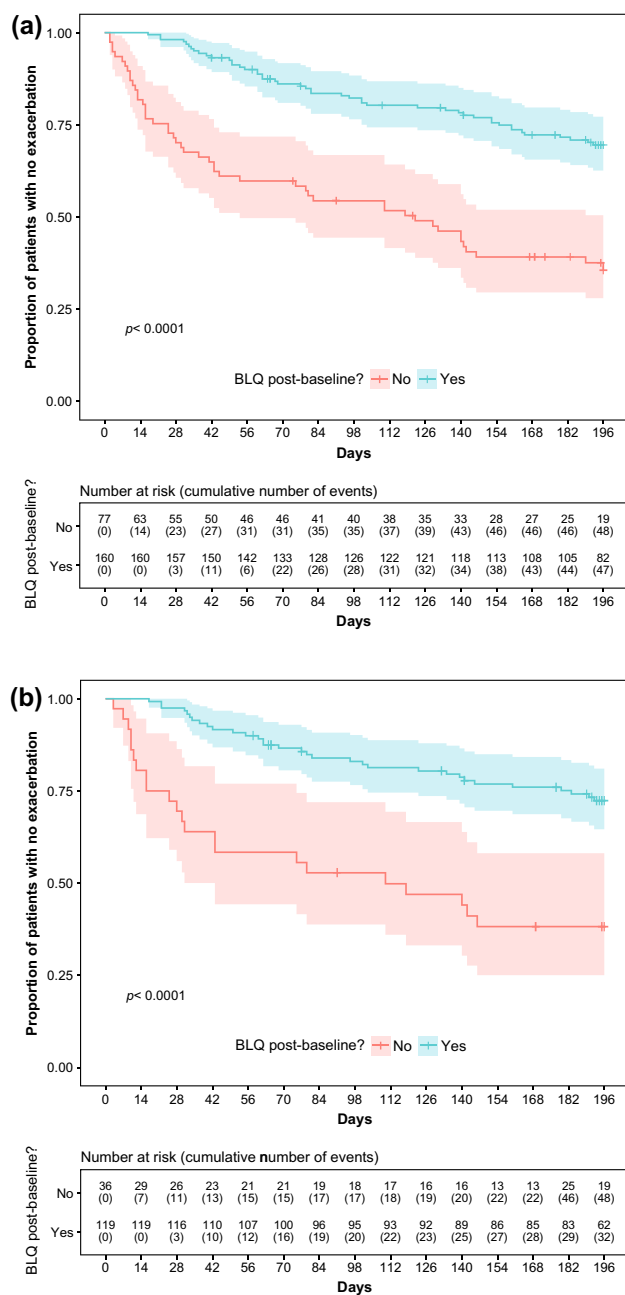 (a)
1.00
0.75
0.50
0.25
0.00
Proportion of patients with no exacerbation
p< 0.0001
BLQ post-baseline? No Yes
0 14 28 42 56 70 84 98 112 126 140 154 168 182 196
Days
BLQ post-baseline?
Number at risk (cumulative number of events)
No
77 63 55 50 46 46 41 40 38 35 33 28 27 25 19
(0) (14) (23) (27) (31) (31) (35) (35) (37) (39) (43) (46) (46) (46) (48)
Yes
160 160 157 150 142 133 128 126 122 121 118 113 108 105 82
(0) (0) (3) (11) (6) (22) (26) (28) (31) (32) (34) (38) (43) (44) (47)
0 14 28 42 56 70 84 98 112 126 140 154 168 182 196
Days
(b)
1.00
0.75
0.50
0.25
0.00
Proportion of patients with no exacerbation
p< 0.0001
BLQ post-baseline? No Yes
0 14 28 42 56 70 84 98 112 126 140 154 168 182 196
Days
BLQ post-baseline?
Number at risk (cumulative number of events)
No
36 29 26 23 21 21 19 18 17 16 16 13 13 25 19
(0) (7) (11) (13) (15) (15) (17) (17) (18) (19) (20) (22) (22) (46) (48)
Yes
119 119 116 110 107 100 96 95 93 92 89 86 85 83 62
(0) (0) (3) (10) (12) (16) (19) (20) (22) (23) (25) (27) (28) (29) (32)
0 14 28 42 56 70 84 98 112 126 140 154 168 182 196
Days